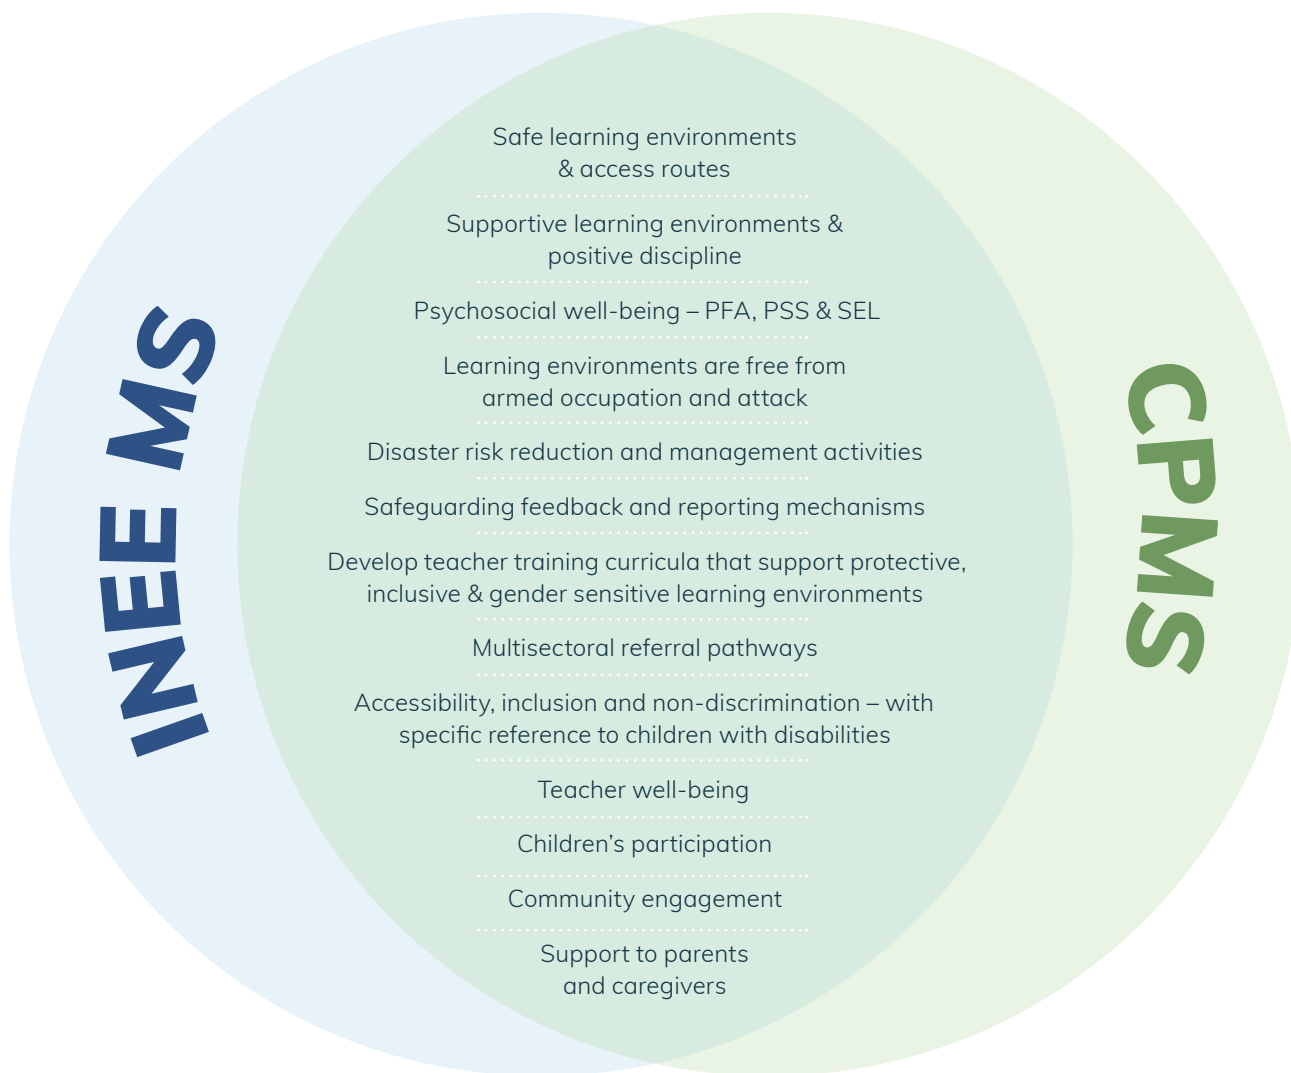 INEE MS
Safe learning environments
& access routes
Supportive learning environments &
positive discipline
Psychosocial well-being – PFA, PSS & SEL
Learning environments are free from
armed occupation and attack
Disaster risk reduction and management activities
Safeguarding feedback and reporting mechanisms
Develop teacher training curricula that support protective,
inclusive & gender sensitive learning environments
Multisectoral referral pathways
Accessibility, inclusion and non-discrimination – with
specific reference to children with disabilities
Teacher well-being
Children’s participation
Community engagement
Support to parents
and caregivers
CPMS